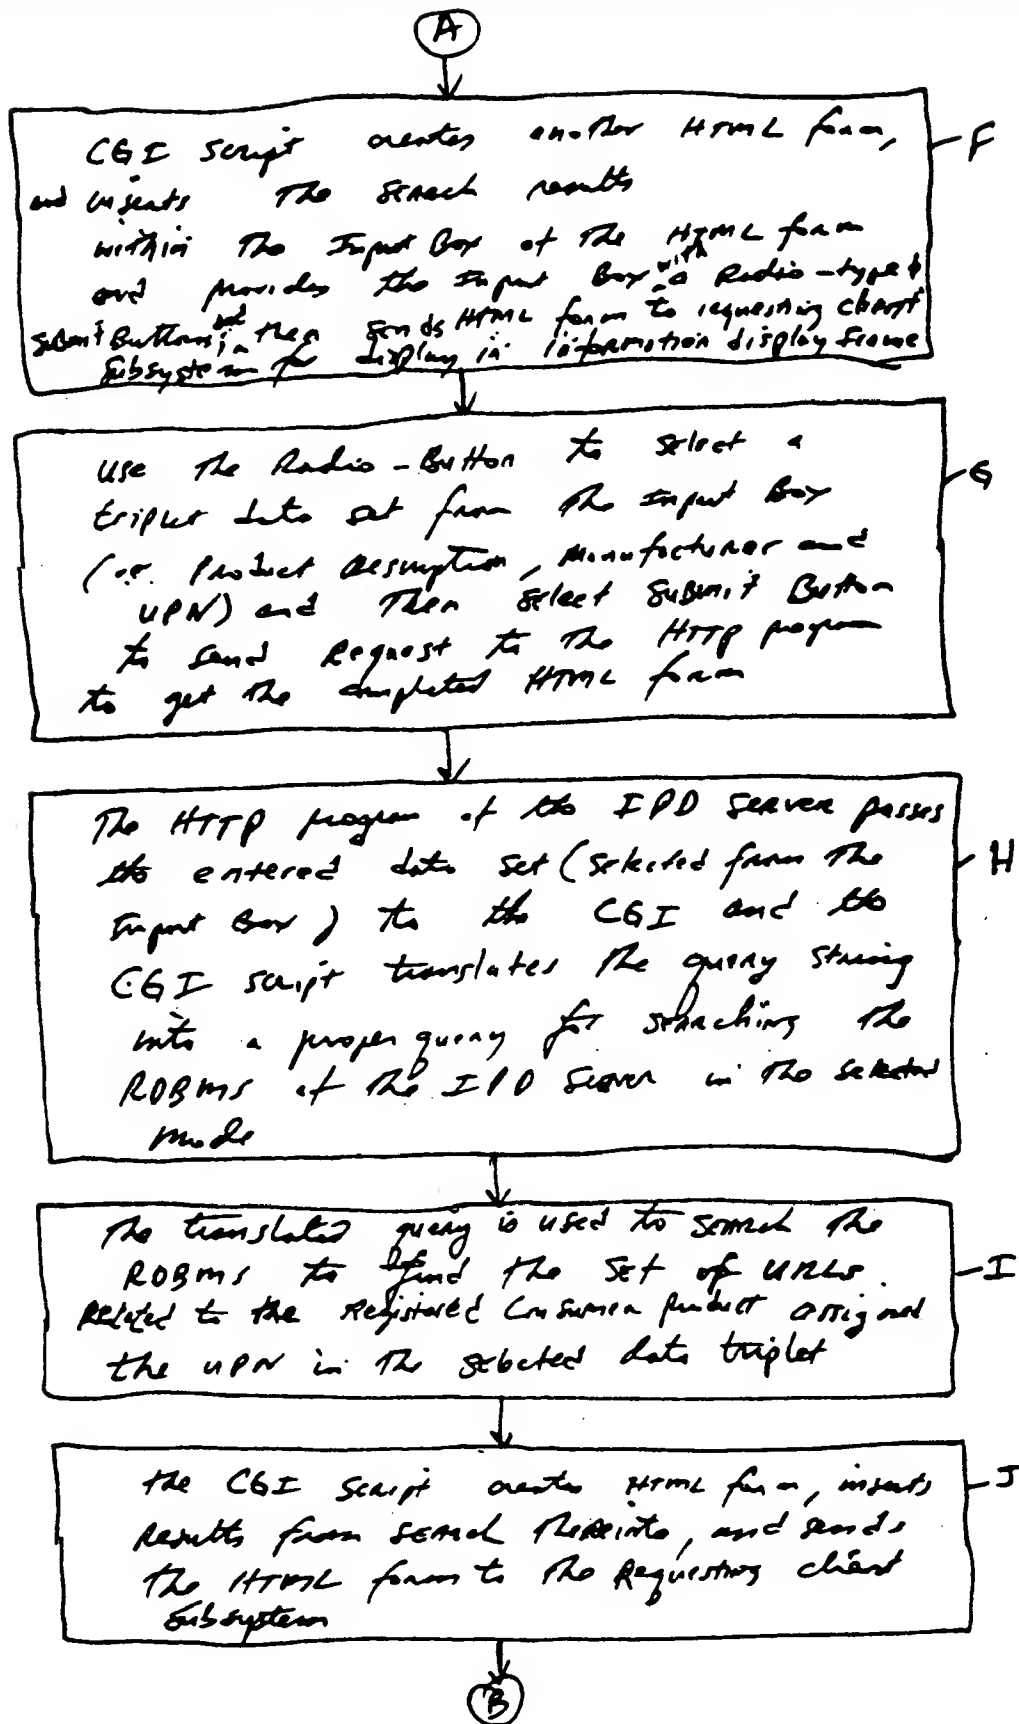 A
CGI script creates another HTML form, F
and inserts the search results
within the Input Box of the HTML form
and provides the Input Box with a Radio-type &
Submit Buttons, and then sends HTML form to requesting client
Subsystem for display in information display frame
use the Radio-Button to select a G
triplet data set from the Input Box
( Product Description, Manufacturer and
UPN) and then select Submit Button
to send Request to the HTTP program
to get the completed HTML form
The HTTP program of the IPD Server passes
the entered data set (selected from the H
Input Box) to the CGI and the
CGI script translates the query string
into a proper query for searching the
RDBMS of the IPD Server in the selected
mode
The translated query is used to search the
RDBMS to find the set of URLs I
Related to the Registered Consumer product assigned
the UPN in the selected data triplet
the CGI script creates HTML form, inserts J
Results from search thereinto, and sends
the HTML form to the Requesting client
Subsystem
B